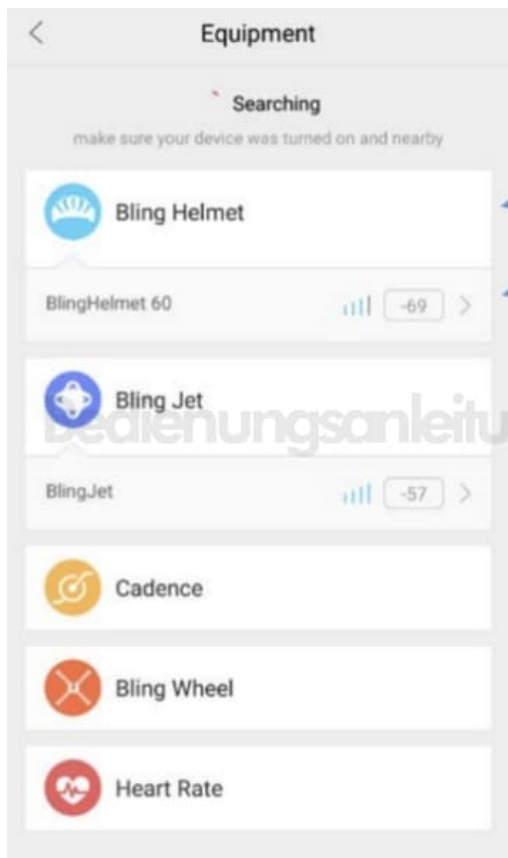 Equipment
Searching
make sure your device was turned on and nearby
Bling Helmet
BlingHelmet 60 -69
Bling Jet
Bedienungsanleitu
BlingJet -57
Cadence
Bling Wheel
Heart Rate